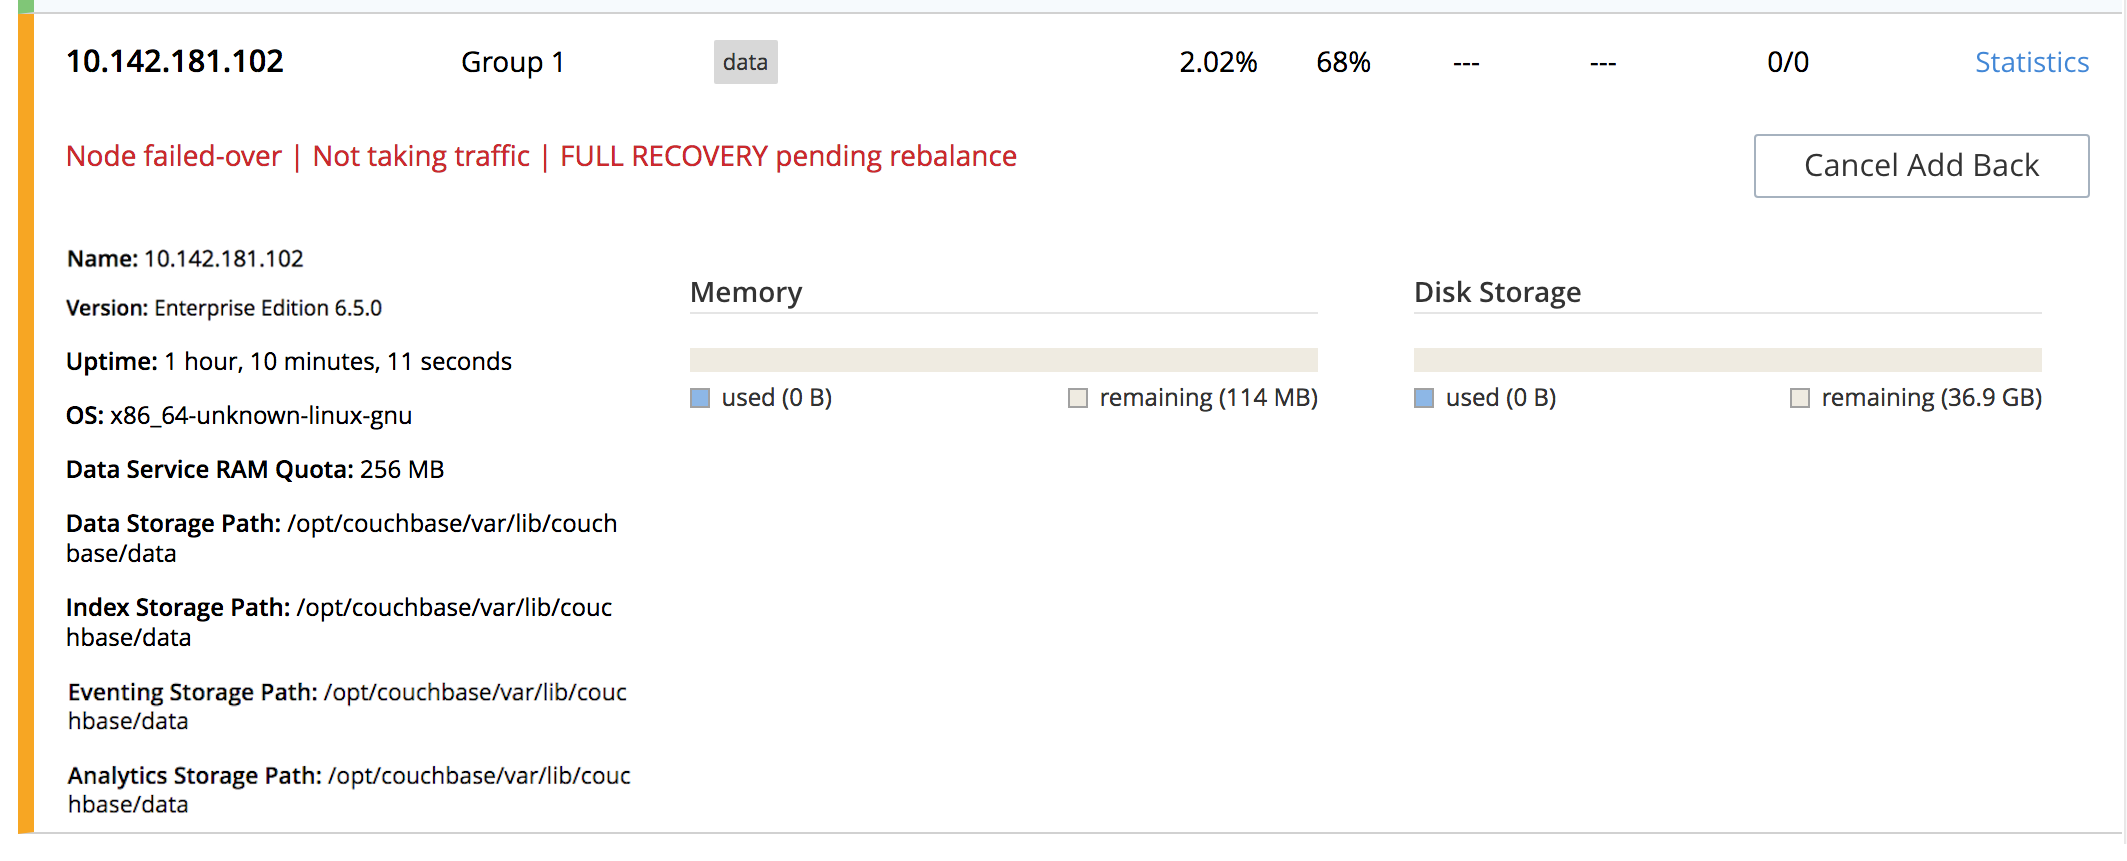 10.142.181.102 Group 1 data 2.02% 68% --- --- 0/0 Statistics
Node failed-over | Not taking traffic | FULL RECOVERY pending rebalance Cancel Add Back
Name: 10.142.181.102
Version: Enterprise Edition 6.5.0
Uptime: 1 hour, 10 minutes, 11 seconds
OS: x86_64-unknown-linux-gnu
Data Service RAM Quota: 256 MB
Data Storage Path: /opt/couchbase/var/lib/couch
base/data
Index Storage Path: /opt/couchbase/var/lib/couc
hbase/data
Eventing Storage Path: /opt/couchbase/var/lib/couc
hbase/data
Analytics Storage Path: /opt/couchbase/var/lib/couc
hbase/data
Memory
used (0 B) remaining (114 MB)
Disk Storage
used (0 B) remaining (36.9 GB)